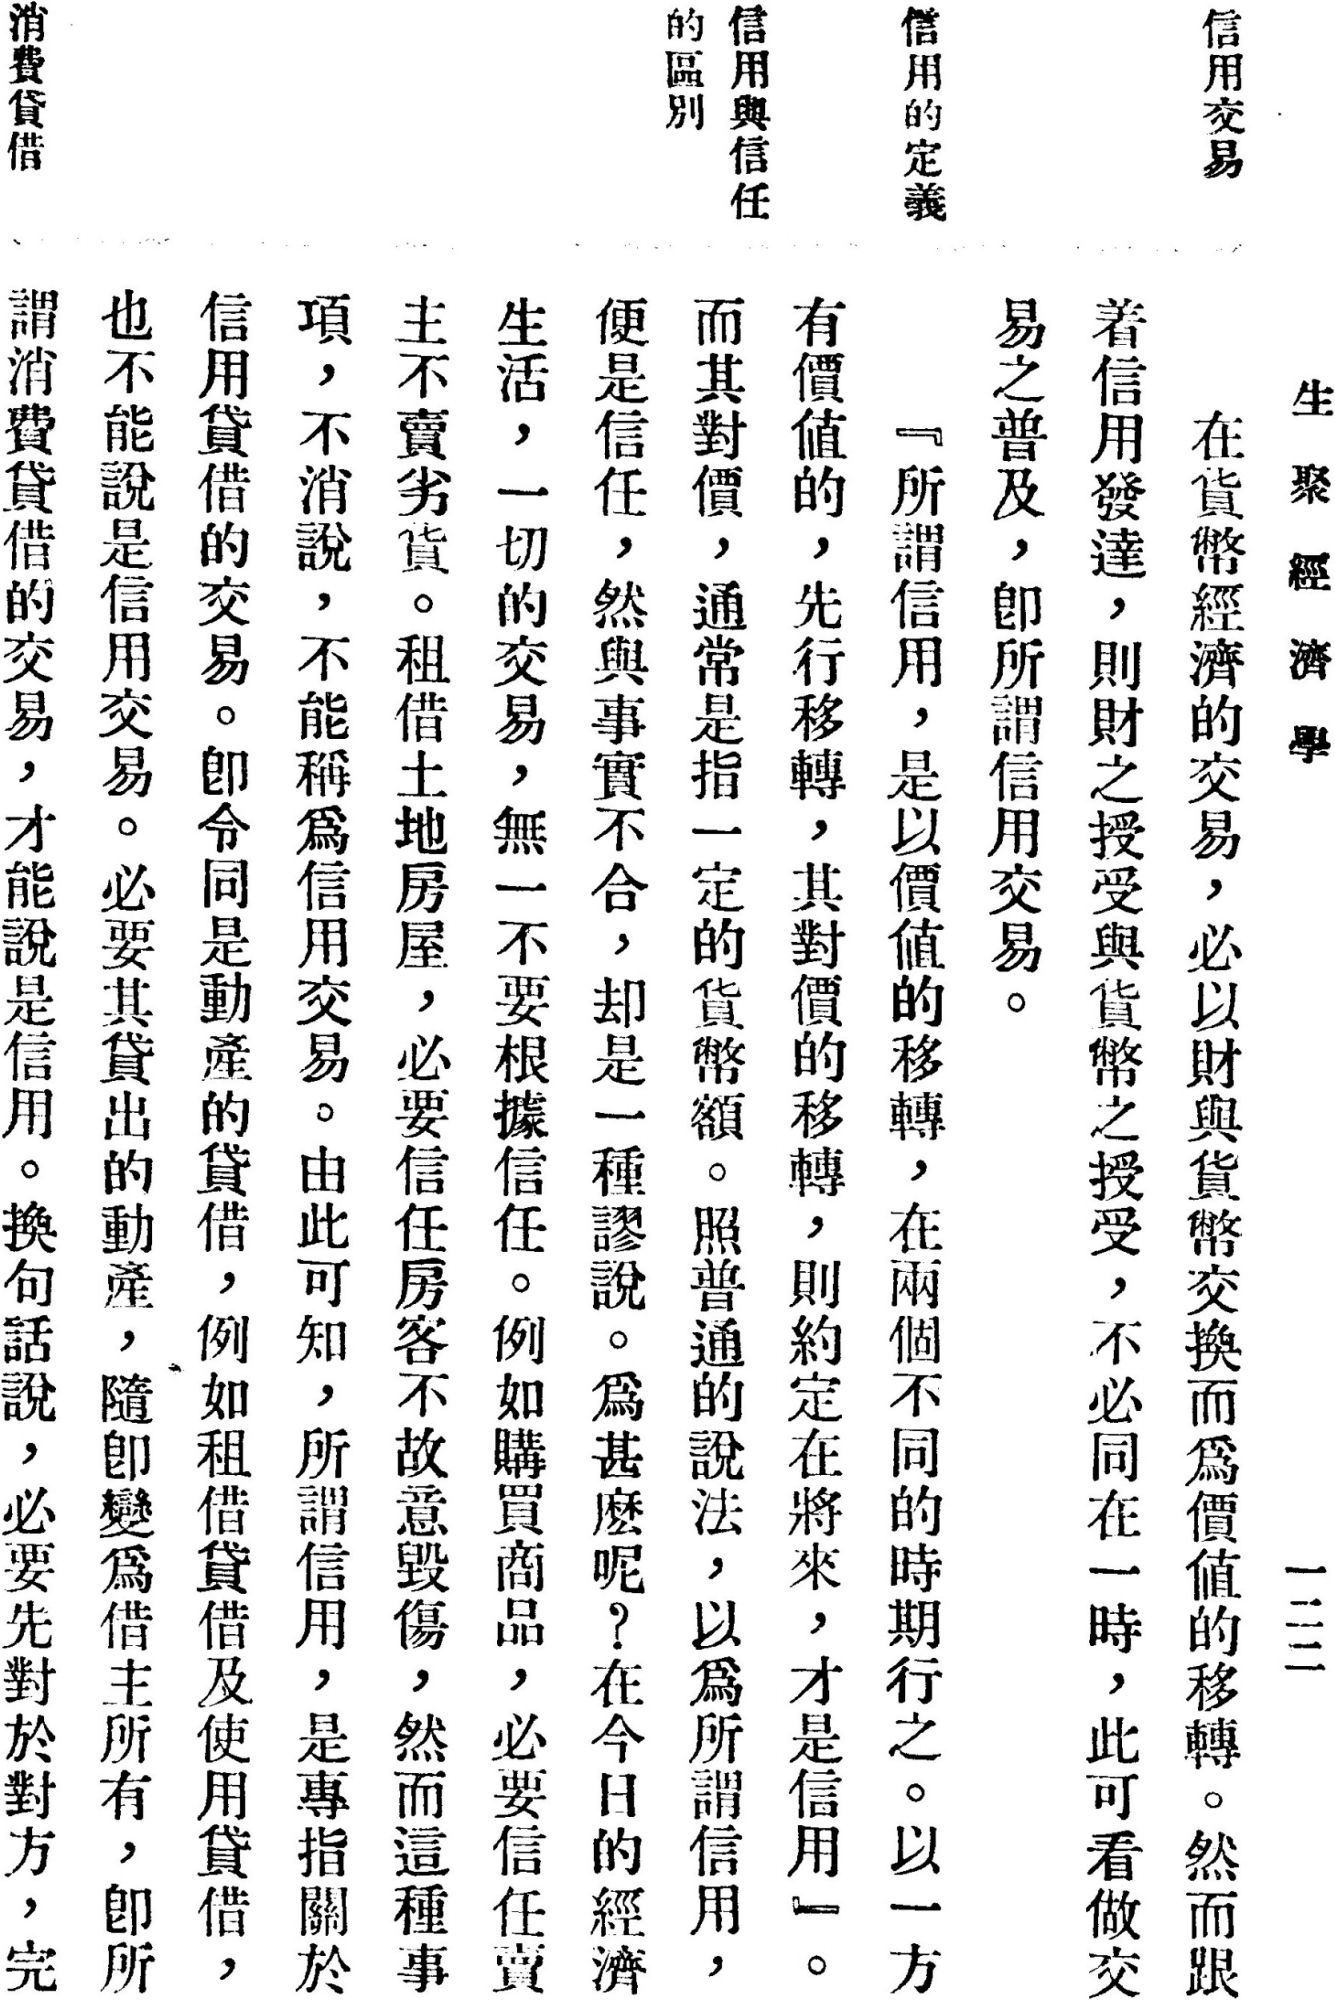 生聚經濟學
一二二
信用交易
在貨幣經濟的交易，必以財與貨幣交換而爲價値的移轉。然而跟
着信用發達，則財之授受與貨幣之授受，不必同在一時，此可看做交
易之普及，卽所謂信用交易。
信用的定義
『所謂信用，是以價値的移轉，在兩個不同的時期行之。以一方
有價値的，先行移轉，其對價的移轉，則約定在將來，才是信用』。
信用與信任
的區別
而其對價，通常是指一定的貨幣額。照普通的說法，以爲所謂信用，
便是信任，然與事實不合，却是一種謬說。爲甚麽呢？在今日的經濟
生活，一切的交易，無一不要根據信任。例如購買商品，必要信任賣
主不賣劣貨。租借土地房屋，必要信任房客不故意毀傷，然而這種事
項，不消說，不能稱爲信用交易。由此可知，所謂信用，是專指關於
信用貸借的交易。卽令同是動產的貸借，例如租借貸借及使用貸借，
也不能說是信用交易。必要其貸出的動產，隨卽變爲借主所有，卽所
消費貸借
謂消費貸借的交易，才能說是信用。換句話說，必要先對於對方，完